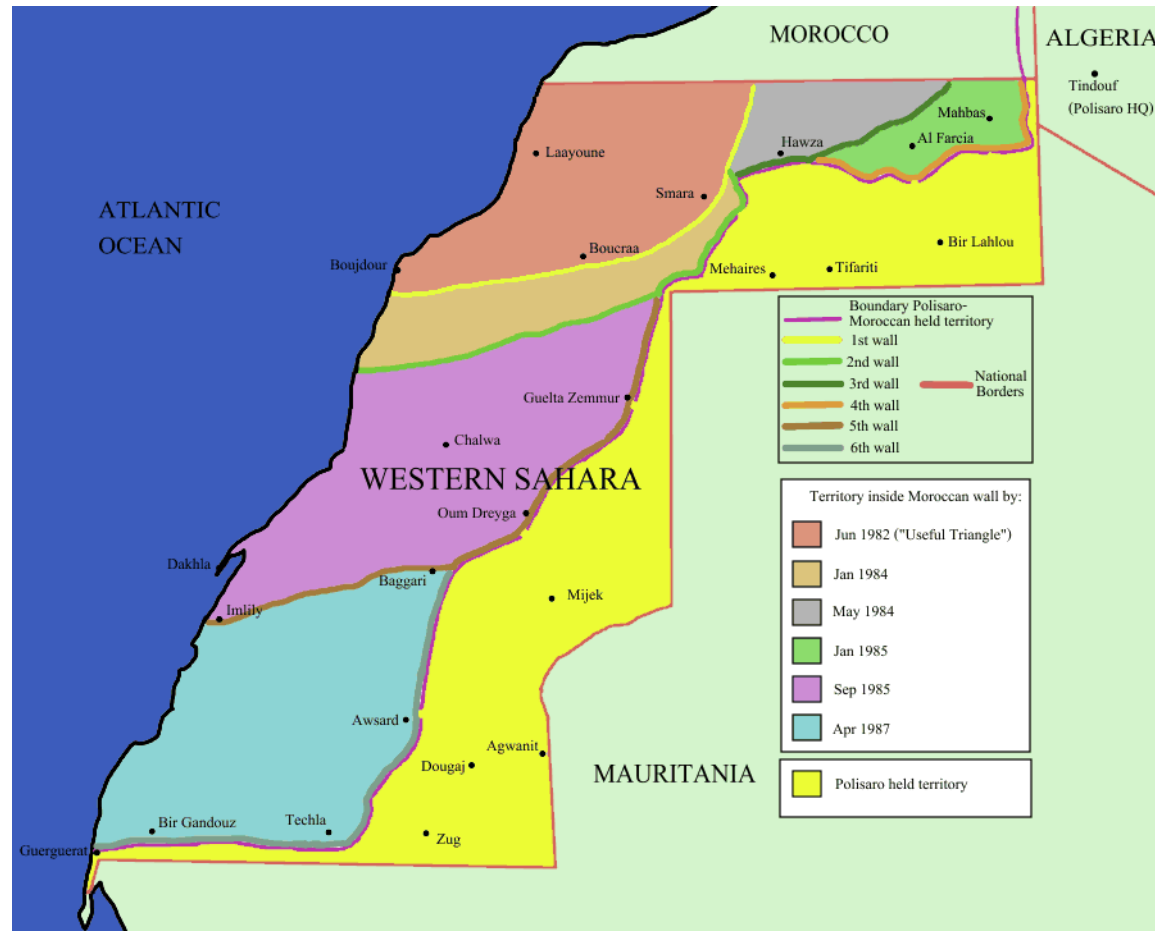 MOROCCO
ALGERIA
Tindouf
(Polisaro HQ)
Mahbas
Al Farcia
Hawza
Laayoune
Smara
ATLANTIC
OCEAN
Boucraa
Bir Lahlou
Boujdour
Mehaires
Tifariti
Boundary Polisaro-
Moroccan held territory
1st wall
2nd wall
3rd wall
4th wall
5th wall
6th wall
National
Borders
Guelta Zemmur
Chalwa
WESTERN SAHARA
Oum Dreyga
Territory inside Moroccan wall by:
Jun 1982 ("Useful Triangle")
Jan 1984
May 1984
Jan 1985
Sep 1985
Apr 1987
Polisaro held territory
Dakhla
Baggari
Imlily
Mijek
Awsard
Agwanit
Dougaj
MAURITANIA
Bir Gandouz
Techla
Zug
Guerguerat